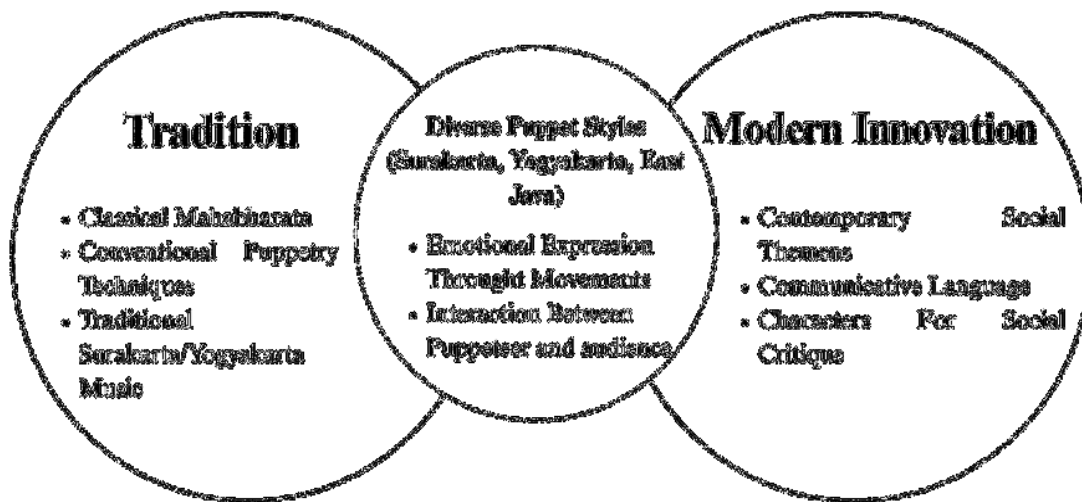 Tradition
• Classical Mahabharata
• Conventional Puppetry
Techniques
• Traditional
Surakarta/Yogyakarta
Music
Diverse Puppet Styles
(Surakarta, Yogyakarta, East
Java)
• Emotional Expression
Throught Movements
• Interaction Between
Puppeteer and audience
Modern Innovation
• Contemporary Social
Themens
• Communicative Language
• Characters For Social
Critique